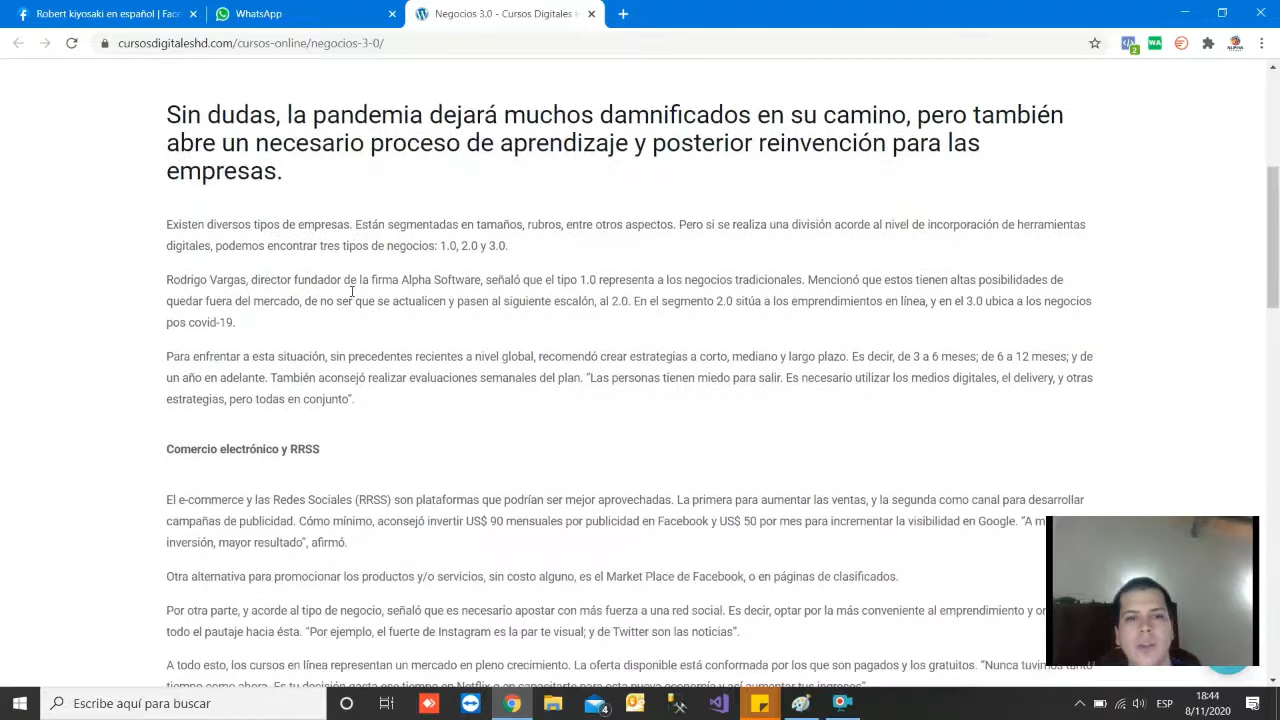 Robert kiyosaki en español | Fac
WhatsApp
Negocios 3.0 - Cursos Digitales
cursosdigitaleshd.com/cursos-online/negocios-3-0/
2
WA
Sin dudas, la pandemia dejará muchos damnificados en su camino, pero también
abre un necesario proceso de aprendizaje y posterior reinvención para las
empresas.
Existen diversos tipos de empresas. Están segmentadas en tamaños, rubros, entre otros aspectos. Pero si se realiza una división acorde al nivel de incorporación de herramientas
digitales, podemos encontrar tres tipos de negocios: 1.0, 2.0 y 3.0.
Rodrigo Vargas, director fundador de la firma Alpha Software, señaló que el tipo 1.0 representa a los negocios tradicionales. Mencionó que estos tienen altas posibilidades de
quedar fuera del mercado, de no ser que se actualicen y pasen al siguiente escalón, al 2.0. En el segmento 2.0 sitúa a los emprendimientos en línea, y en el 3.0 ubica a los negocios
pos covid-19.
Para enfrentar a esta situación, sin precedentes recientes a nivel global, recomendó crear estrategias a corto, mediano y largo plazo. Es decir, de 3 a 6 meses; de 6 a 12 meses; y de
un año en adelante. También aconsejó realizar evaluaciones semanales del plan. “Las personas tienen miedo para salir. Es necesario utilizar los medios digitales, el delivery, y otras
estrategias, pero todas en conjunto”.
Comercio electrónico y RRSS
El e-commerce y las Redes Sociales (RRSS) son plataformas que podrían ser mejor aprovechadas. La primera para aumentar las ventas, y la segunda como canal para desarrollar
campañas de publicidad. Cómo mínimo, aconsejó invertir US$ 90 mensuales por publicidad en Facebook y US$ 50 por mes para incrementar la visibilidad en Google. “A m
inversión, mayor resultado”, afirmó.
Otra alternativa para promocionar los productos y/o servicios, sin costo alguno, es el Market Place de Facebook, o en páginas de clasificados.
Por otra parte, y acorde al tipo de negocio, señaló que es necesario apostar con más fuerza a una red social. Es decir, optar por la más conveniente al emprendimiento y o
todo el pautaje hacia ésta. “Por ejemplo, el fuerte de Instagram es la par te visual; y de Twitter son las noticias”.
A todo esto, los cursos en línea representan un mercado en pleno crecimiento. La oferta disponible está conformada por los que son pagados y los gratuitos. “Nunca tuvimos tanto
tiempo como ahora. Es tu decisión gasta
Escribe aquí para buscar
4
ESP
18:44
8/11/2020